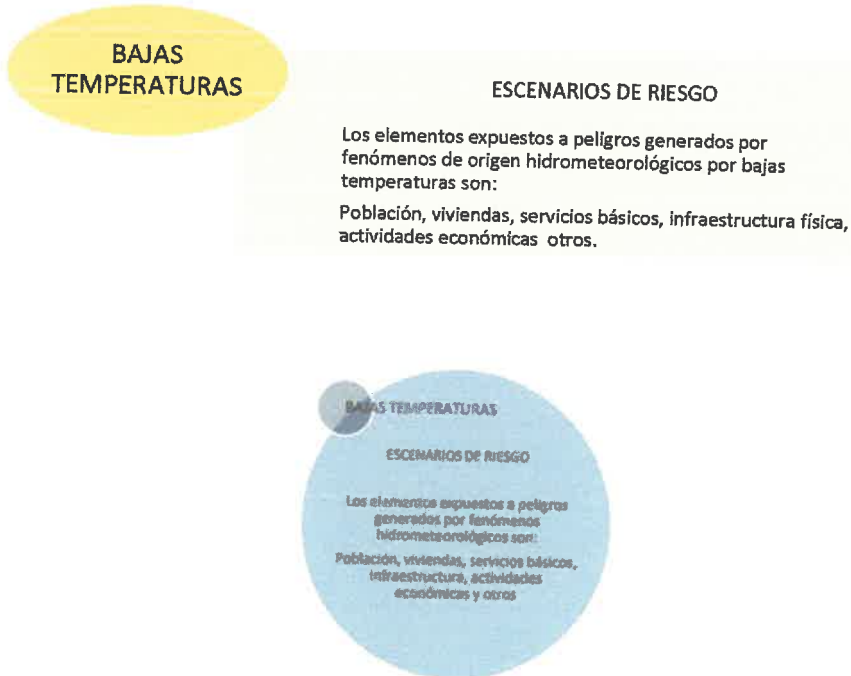 BAJAS
TEMPERATURAS
ESCENARIOS DE RIESGO
Los elementos expuestos a peligros generados por
fenómenos de origen hidrometeorológicos por bajas
temperaturas son:
Población, viviendas, servicios básicos, infraestructura física,
actividades económicas otros.
BAJAS TEMPERATURAS
ESCENARIOS DE RIESGO
Los elementos expuestos a peligros
generados por fenómenos
hidrometeorológicos son:
Población, viviendas, servicios básicos,
infraestructura, actividades
económicas y otros